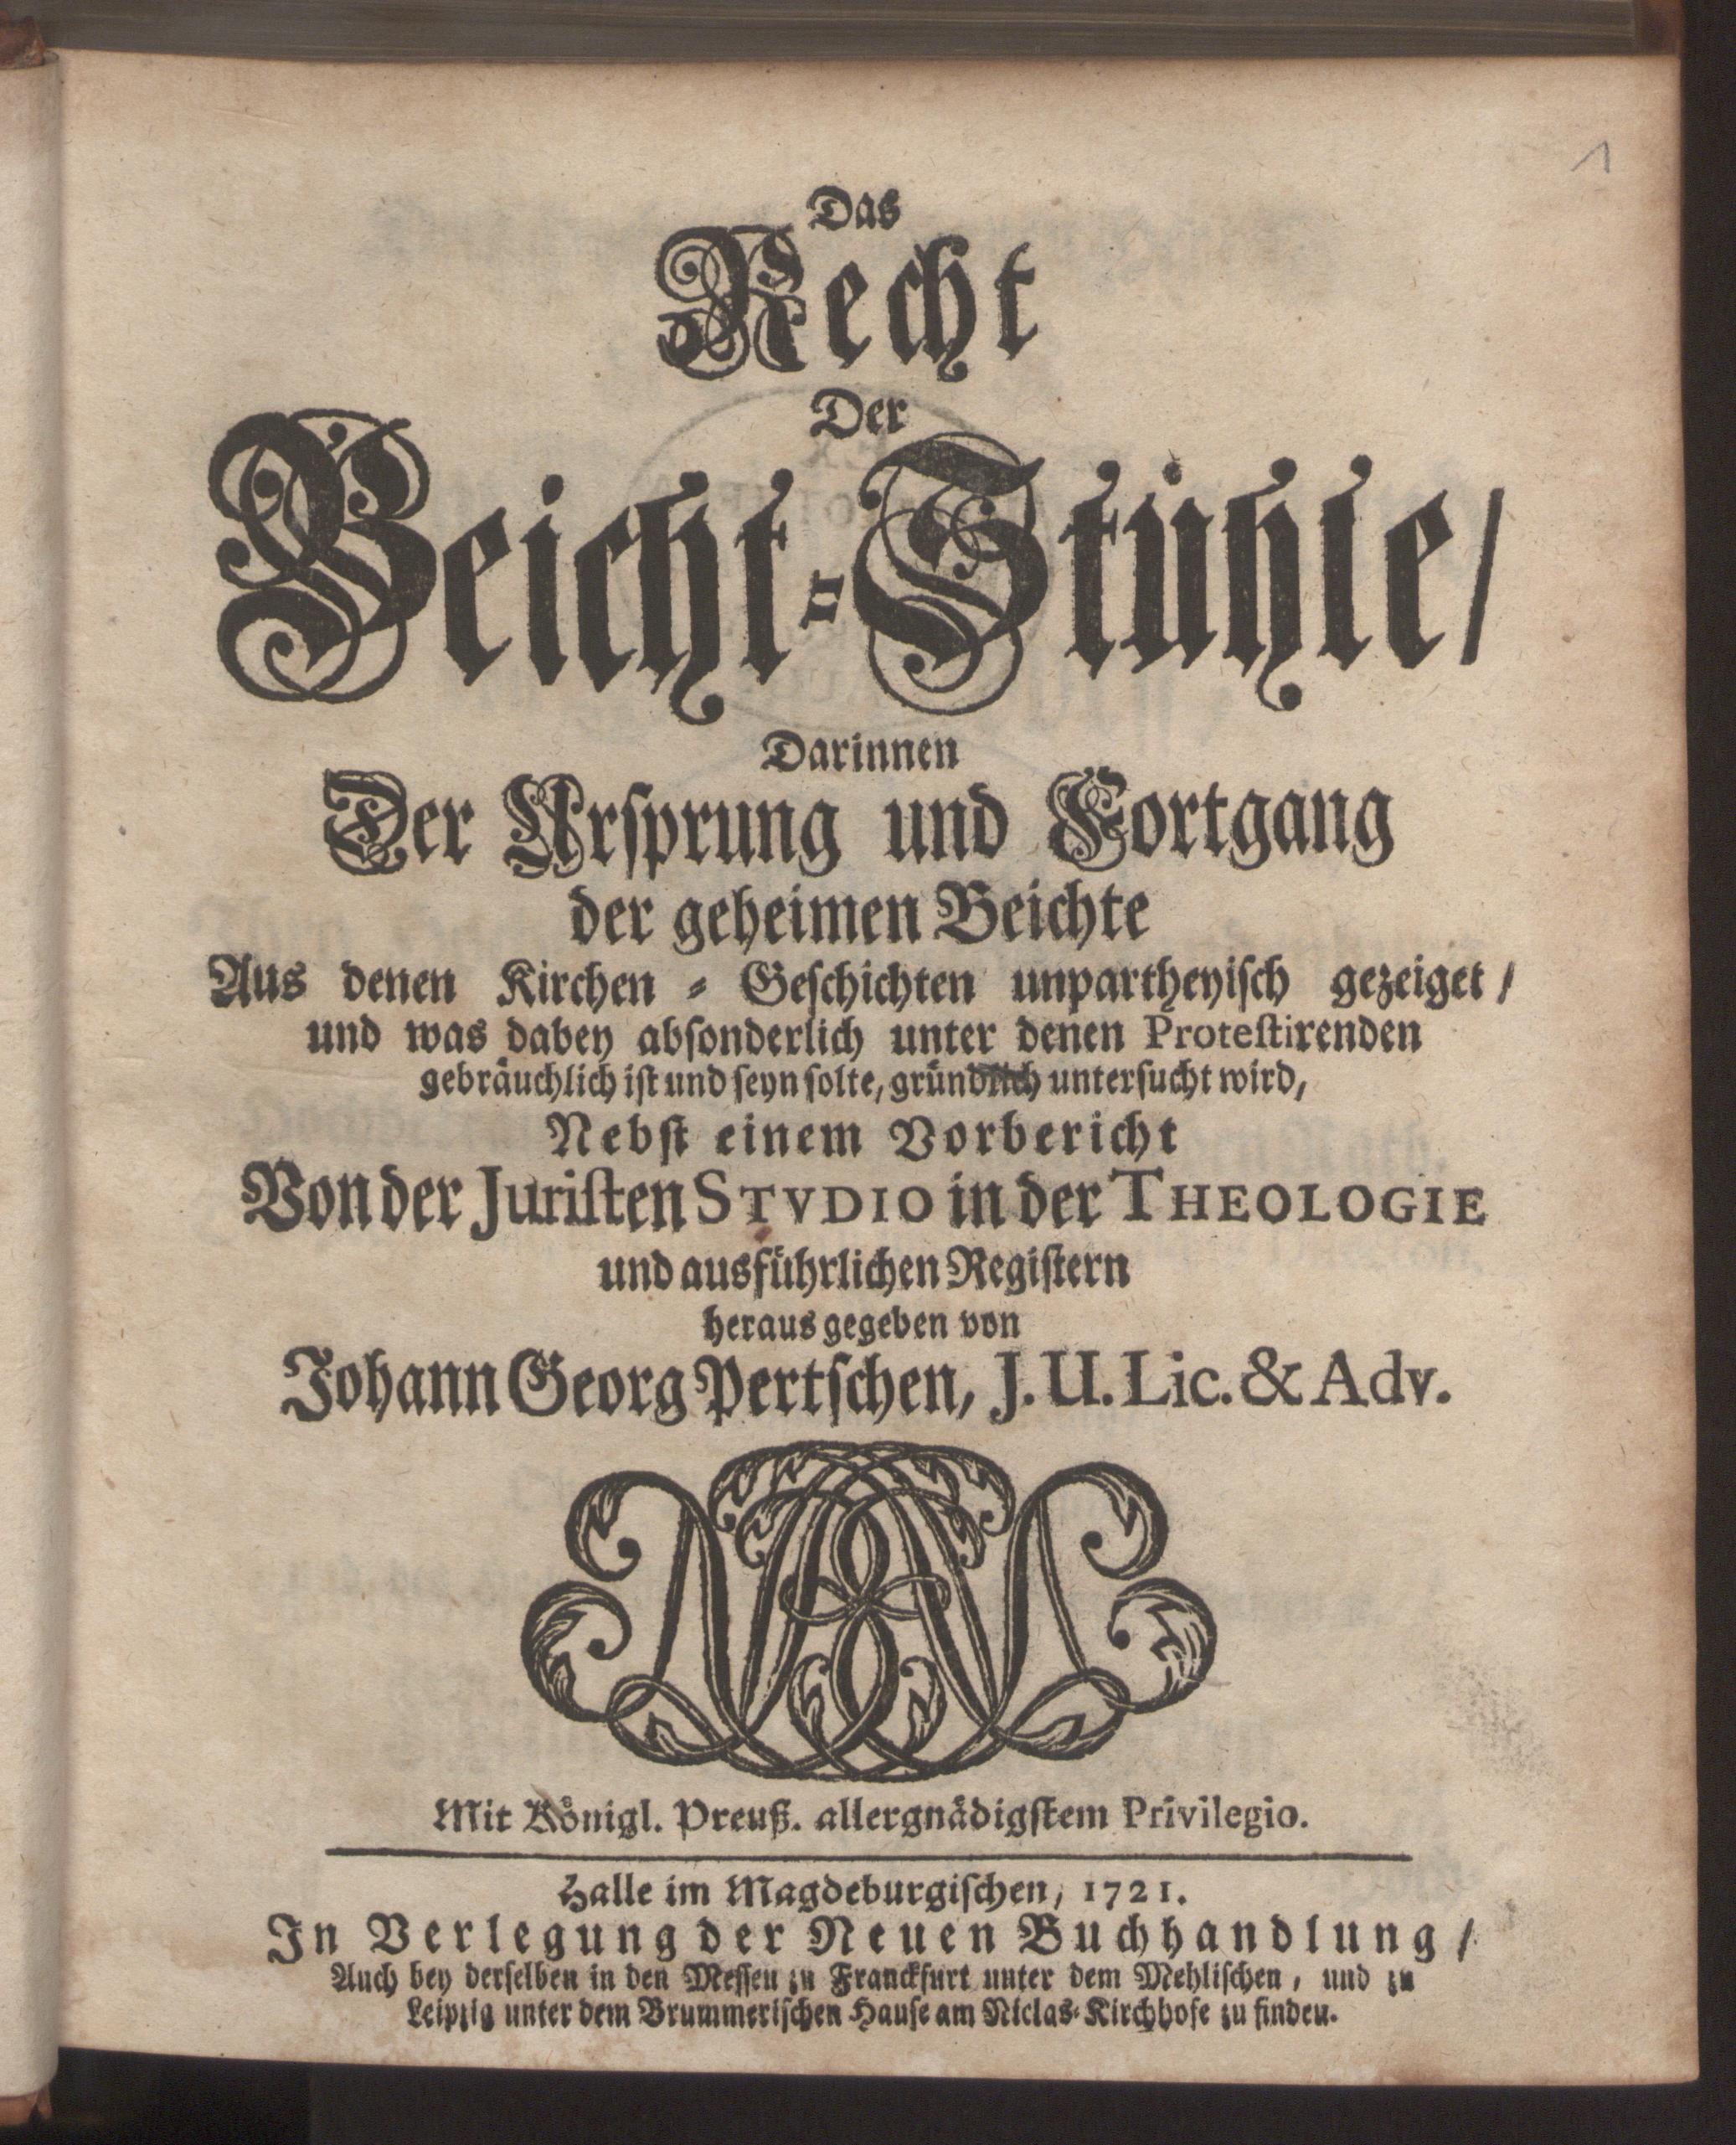 1
Das
Recht
Der
Beicht-Stühle/
Darinnen
Der Ursprung und Fortgang
der geheimen Beichte
Aus denen Kirchen-Geschichten unpartheyisch gezeiget/
und was dabey absonderlich unter denen Protestirenden
gebräuchlich ist und seyn solte, gründlich untersucht wird,
Nebst einem Vorbericht
Von der Juristen STVDIO in der THEOLOGIE
und ausführlichen Registern
heraus gegeben von
Johann Georg Pertschen, J. U. Lic. & Adv.
Mit Königl. Preuß. allergnädigstem Privilegio.
Halle im Magdeburgischen, 1721.
In Verlegung der Neuen Buchhandlung/
Auch bey derselben in den Messen zu Franckfurt unter dem Mehlischen, und zu
Leipzig unter dem Brummerischen Hause am Niclas-Kirchhofe zu finden.